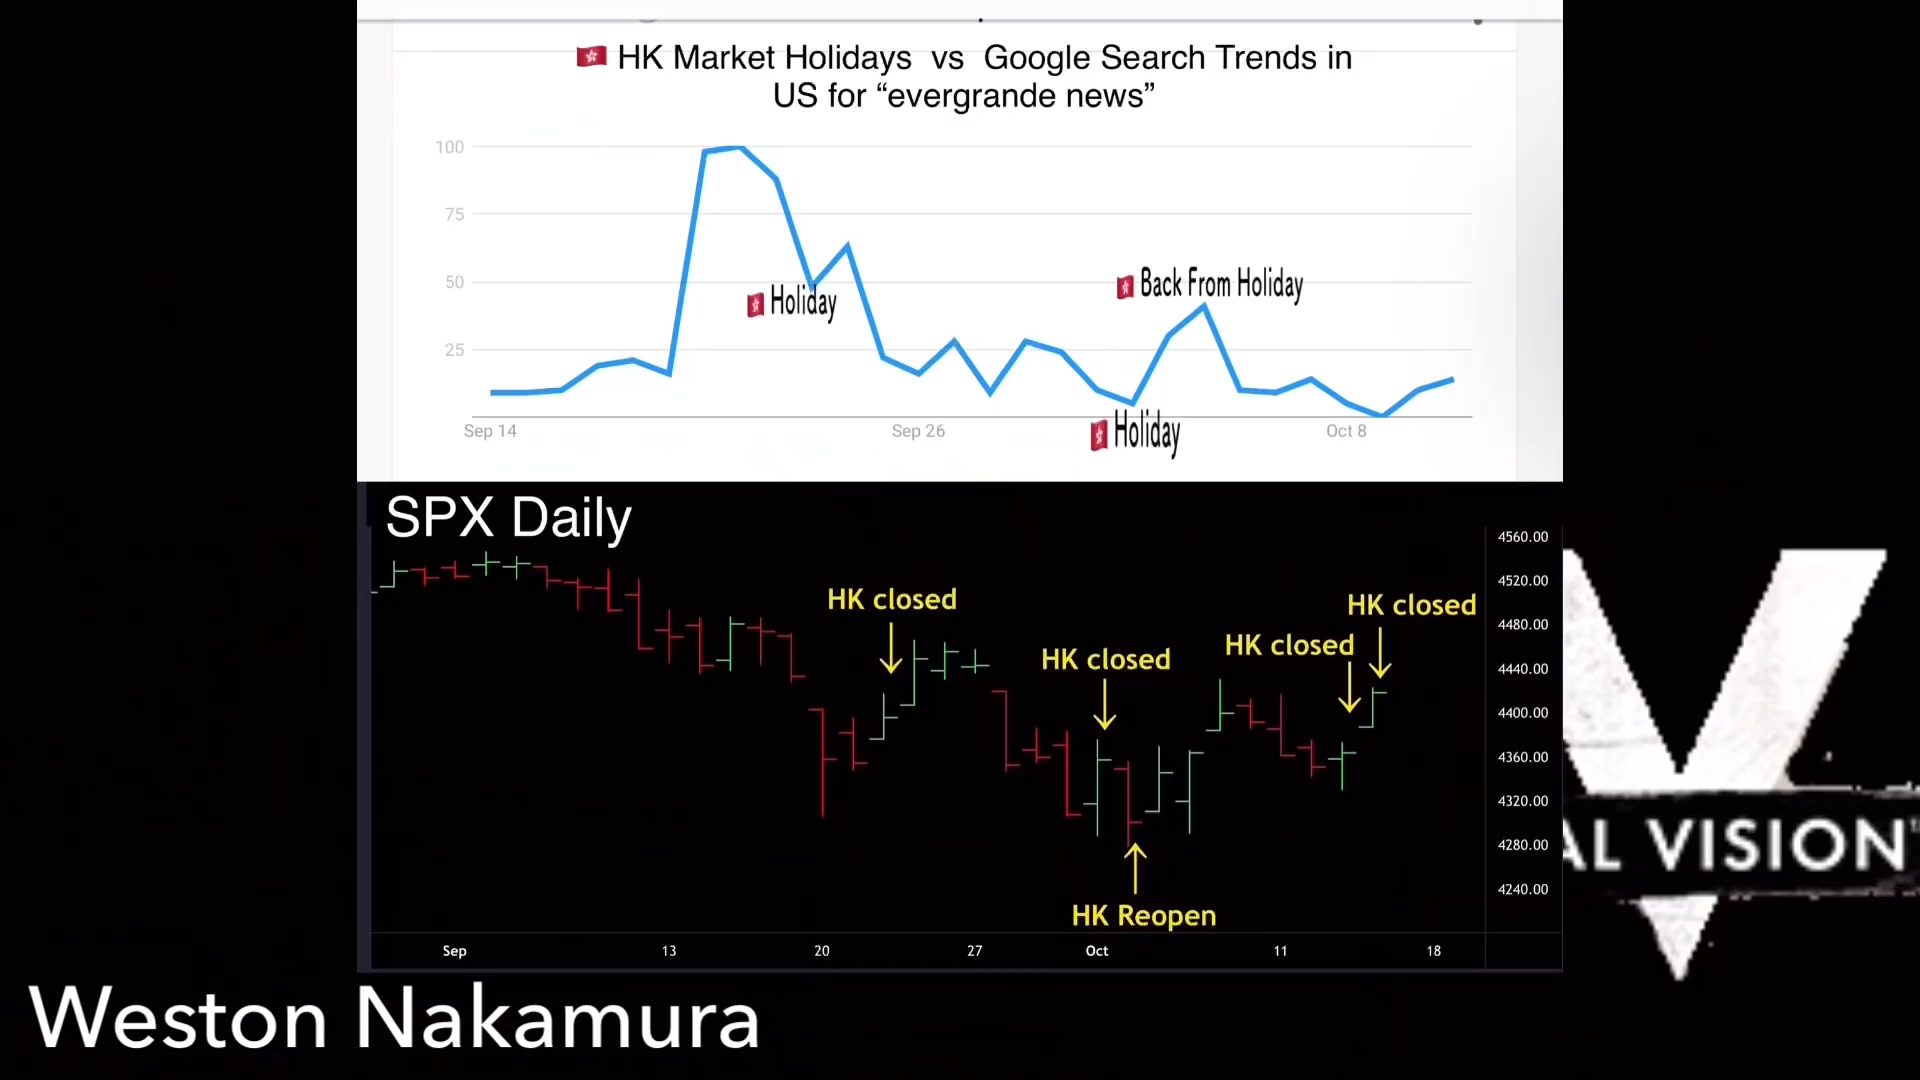 HK Market Holidays vs Google Search Trends in
US for “evergrande news”
100
75
50
25
Holiday
Back From Holiday
Holiday
Sep 14
Sep 26
Oct 8
SPX Daily
HK closed
HK closed
HK closed
HK closed
HK Reopen
4560.00
4520.00
4480.00
4440.00
4400.00
4360.00
4320.00
4280.00
4240.00
Sep
13
20
27
Oct
11
18
AL VISION
Weston Nakamura